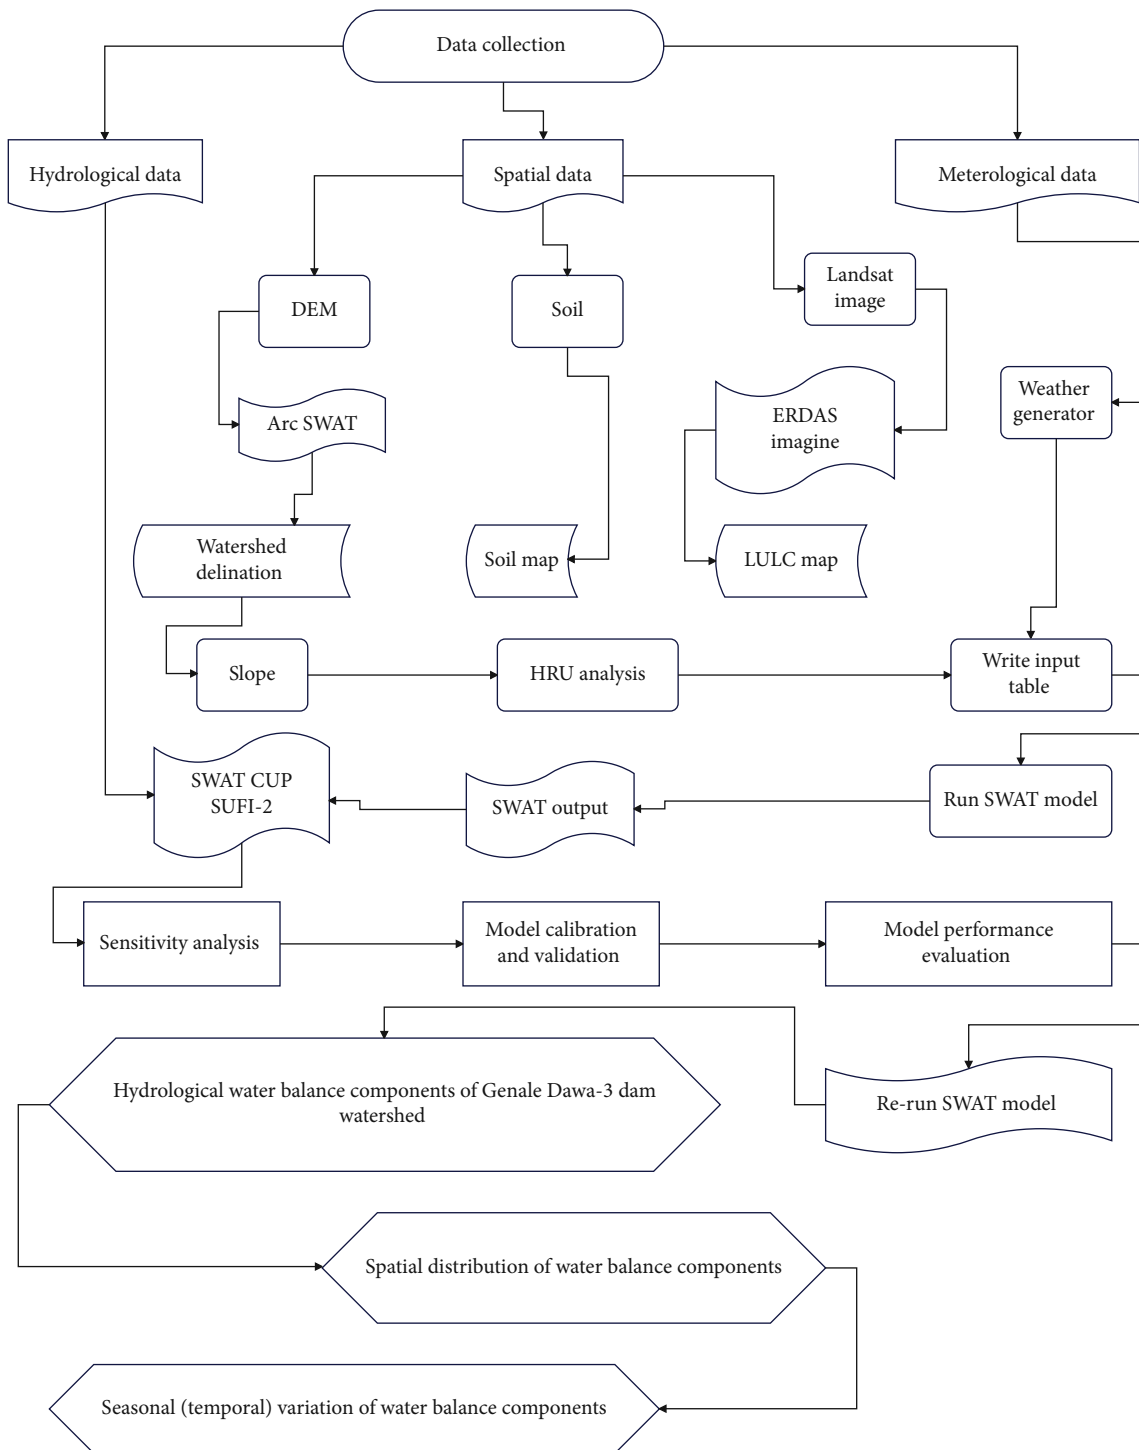 Data collection
Hydrological data
Spatial data
Meterological data
DEM
Soil
Landsat
image
Arc SWAT
ERDAS
imagine
Weather
generator
Watershed
delination
Soil map
LULC map
Slope
HRU analysis
Write input
table
SWAT CUP
SUFI-2
SWAT output
Run SWAT model
Sensitivity analysis
Model calibration
and validation
Model performance
evaluation
Hydrological water balance components of Genale Dawa-3 dam
watershed
Re-run SWAT model
Spatial distribution of water balance components
Seasonal (temporal) variation of water balance components